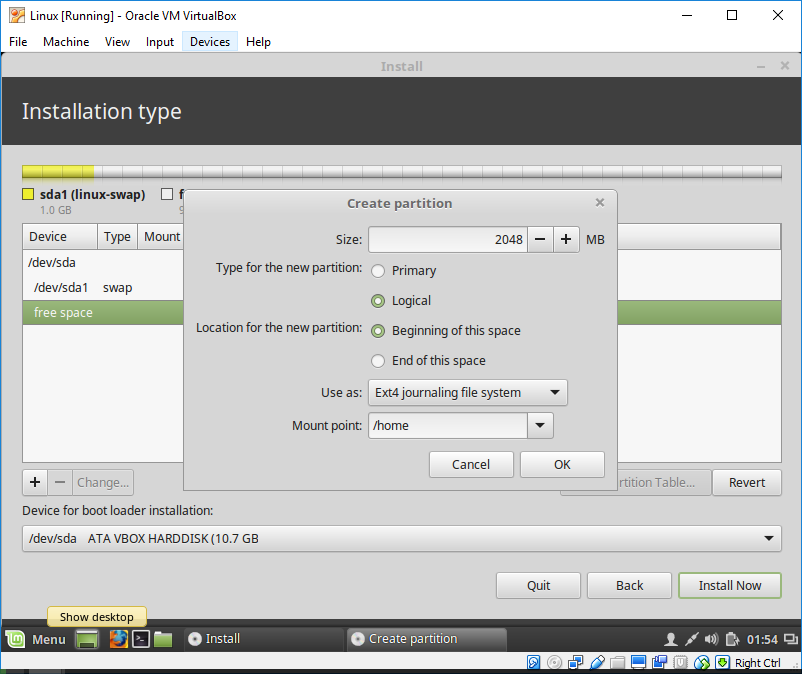 Linux [Running] - Oracle VM VirtualBox
File Machine View Input Devices Help
Install
Installation type
sda1 (linux-swap)
1.0 GB
Create partition
Size: 2048 MB
Type for the new partition: Primary
Logical
Location for the new partition: Beginning of this space
End of this space
Use as: Ext4 journaling file system
Mount point: /home
Cancel OK
Device Type Mount
/dev/sda
/dev/sda1 swap
free space
+ − Change... rtition Table... Revert
Device for boot loader installation:
/dev/sda ATA VBOX HARDDISK (10.7 GB
Quit Back Install Now
Show desktop
Menu Install Create partition 01:54
Right Ctrl